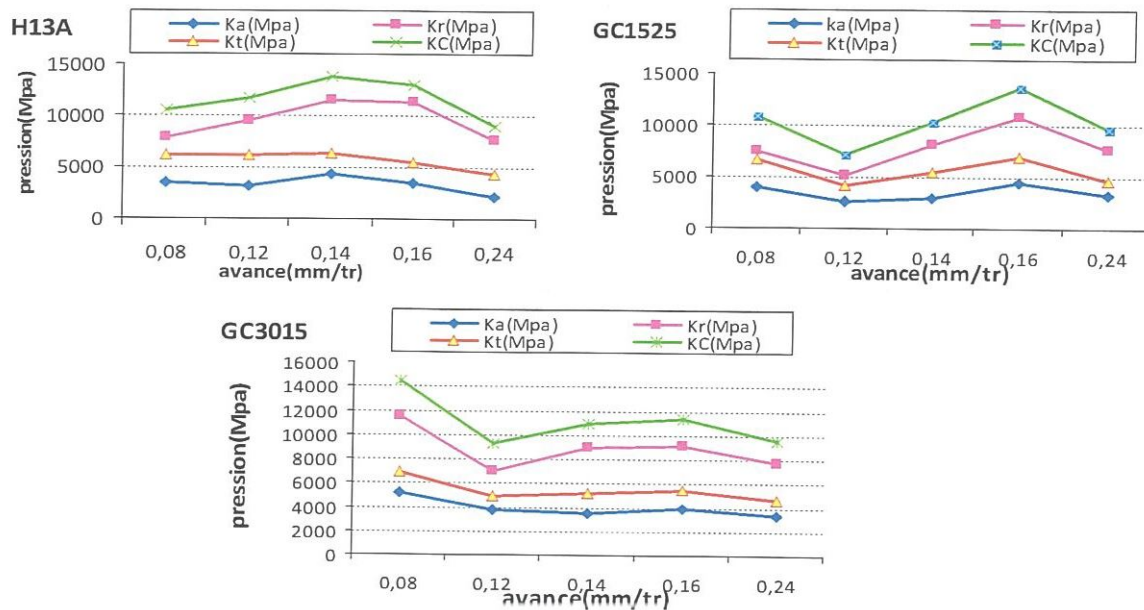 H13A
Ka(Mpa) Kr(Mpa)
Kt(Mpa) KC(Mpa)
pression(Mpa)
15000
10000
5000
0
0,08 0,12 0,14 0,16 0,24
avance(mm/tr)
GC1525
ka(Mpa) Kr(Mpa)
Kt(Mpa) KC(Mpa)
pression(Mpa)
15000
10000
5000
0
0,08 0,12 0,14 0,16 0,24
avance(mm/tr)
GC3015
Ka(Mpa) Kr(Mpa)
Kt(Mpa) KC(Mpa)
pression(Mpa)
16000
14000
12000
10000
8000
6000
4000
2000
0
0,08 0,12 0,14 0,16 0,24
avance(mm/tr)